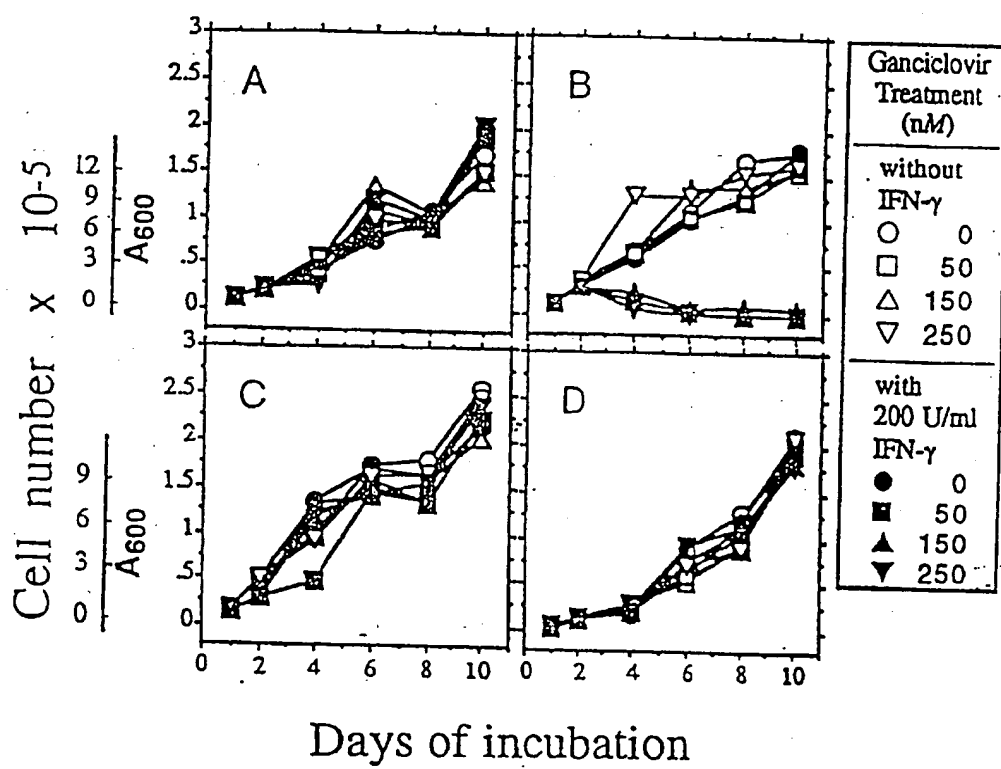 3
2.5
2
1.5
1
.5
0
A
B
12
9
6
3
0
A600
3
2.5
2
1.5
1
.5
0
C
D
9
6
3
0
A600
Cell number x 10-5
0 2 4 6 8 10
0 2 4 6 8 10
Days of incubation
Ganciclovir
Treatment
(nM)
without
IFN-γ
0
50
150
250
with
200 U/ml
IFN-γ
0
50
150
250